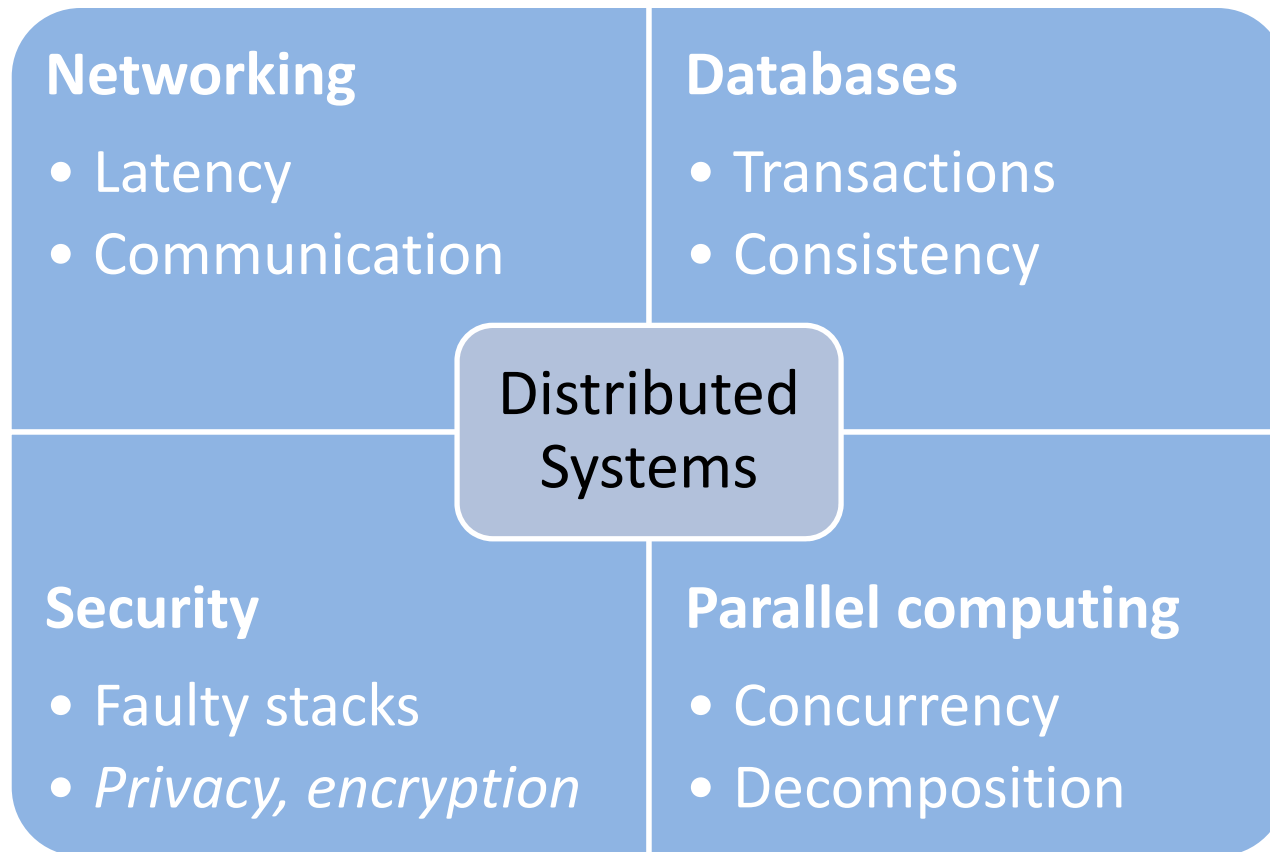 Networking
• Latency
• Communication
Databases
• Transactions
• Consistency
Distributed
Systems
Security
• Faulty stacks
• Privacy, encryption
Parallel computing
• Concurrency
• Decomposition